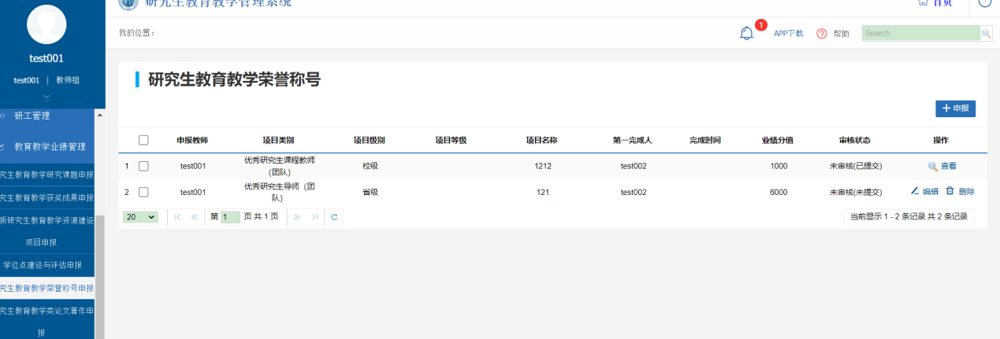 研究生教育教学管理系统
首页
test001
test001 | 教师组
研工管理
教育教学业绩管理
究生教育教学研究课题申报
究生教育教学获奖成果申报
质研究生教育教学资源建设
项目申报
学位点建设与评估申报
究生教育教学荣誉称号申报
究生教育教学类论文著作申
报
我的位置:
1
APP下载
帮助
Search...
研究生教育教学荣誉称号
申报
申报教师 项目类别 项目级别 项目等级 项目名称 第一完成人 完成时间 业绩分值 审核状态 操作
1 test001 优秀研究生课程教师(团队) 校级 1212 test002 1000 未审核(已提交) 查看
2 test001 优秀研究生导师（团队） 省级 121 test002 6000 未审核(未提交) 编辑 删除
20 第 1 页 共 1 页
当前显示 1 - 2 条记录 共 2 条记录